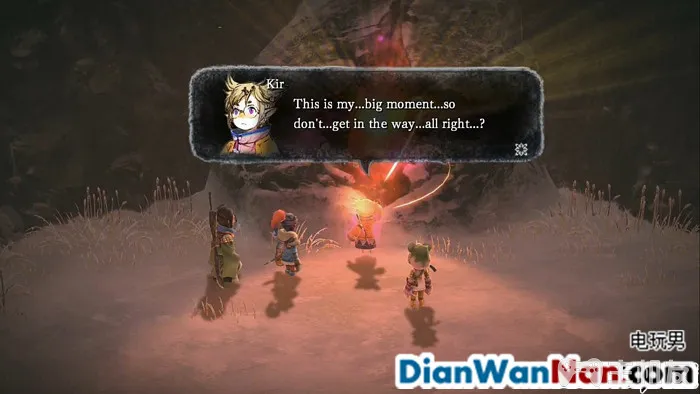 Kir
This is my...big moment...so
don't...get in the way...all right...?
电玩男
DianWanNan.com